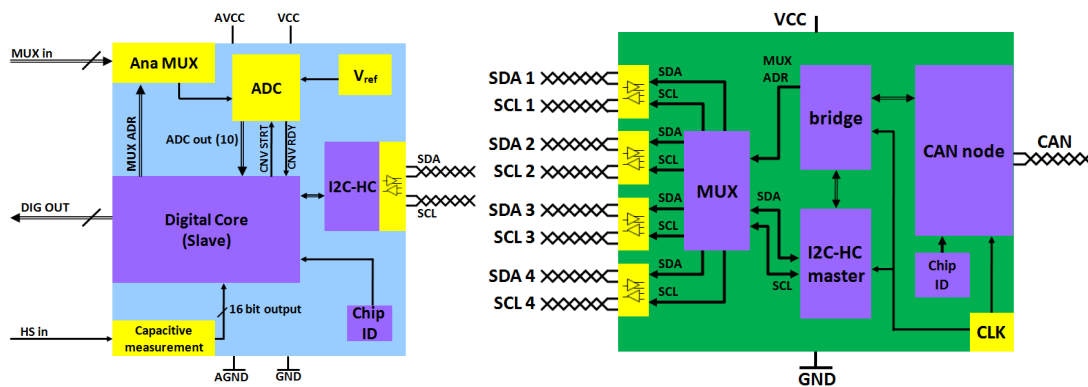 AVCC
VCC
MUX in
Ana MUX
ADC
Vref
MUX ADR
ADC out (10)
CNV STRT
CNV RDY
I2C-HC
SDA
SCL
DIG OUT
Digital Core
(Slave)
16 bit output
Chip
ID
HS in
Capacitive
measurement
AGND
GND
VCC
SDA 1
SCL 1
SDA 2
SCL 2
SDA 3
SCL 3
SDA 4
SCL 4
SDA
SCL
SDA
SCL
SDA
SCL
SDA
SCL
MUX
MUX
ADR
bridge
CAN node
CAN
SDA
SCL
I2C-HC
master
Chip
ID
CLK
GND